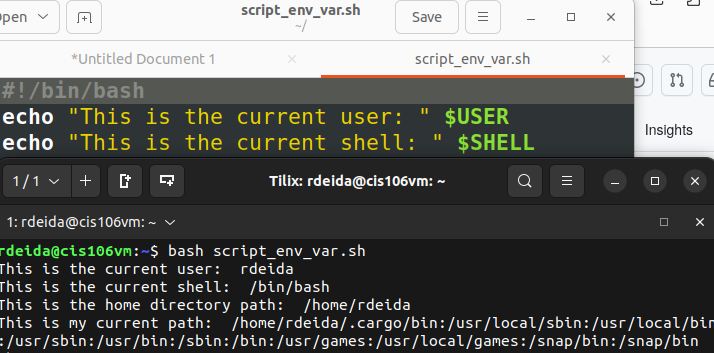 Open
script_env_var.sh
~/
Save
*Untitled Document 1
script_env_var.sh
#!/bin/bash
echo "This is the current user: " $USER
echo "This is the current shell: " $SHELL
Insights
1 / 1
Tilix: rdeida@cis106vm: ~
1: rdeida@cis106vm: ~
rdeida@cis106vm:~$ bash script_env_var.sh
This is the current user:  rdeida
This is the current shell:  /bin/bash
This is the home directory path:  /home/rdeida
This is my current path:  /home/rdeida/.cargo/bin:/usr/local/sbin:/usr/local/bin
:/usr/sbin:/usr/bin:/sbin:/bin:/usr/games:/usr/local/games:/snap/bin:/snap/bin